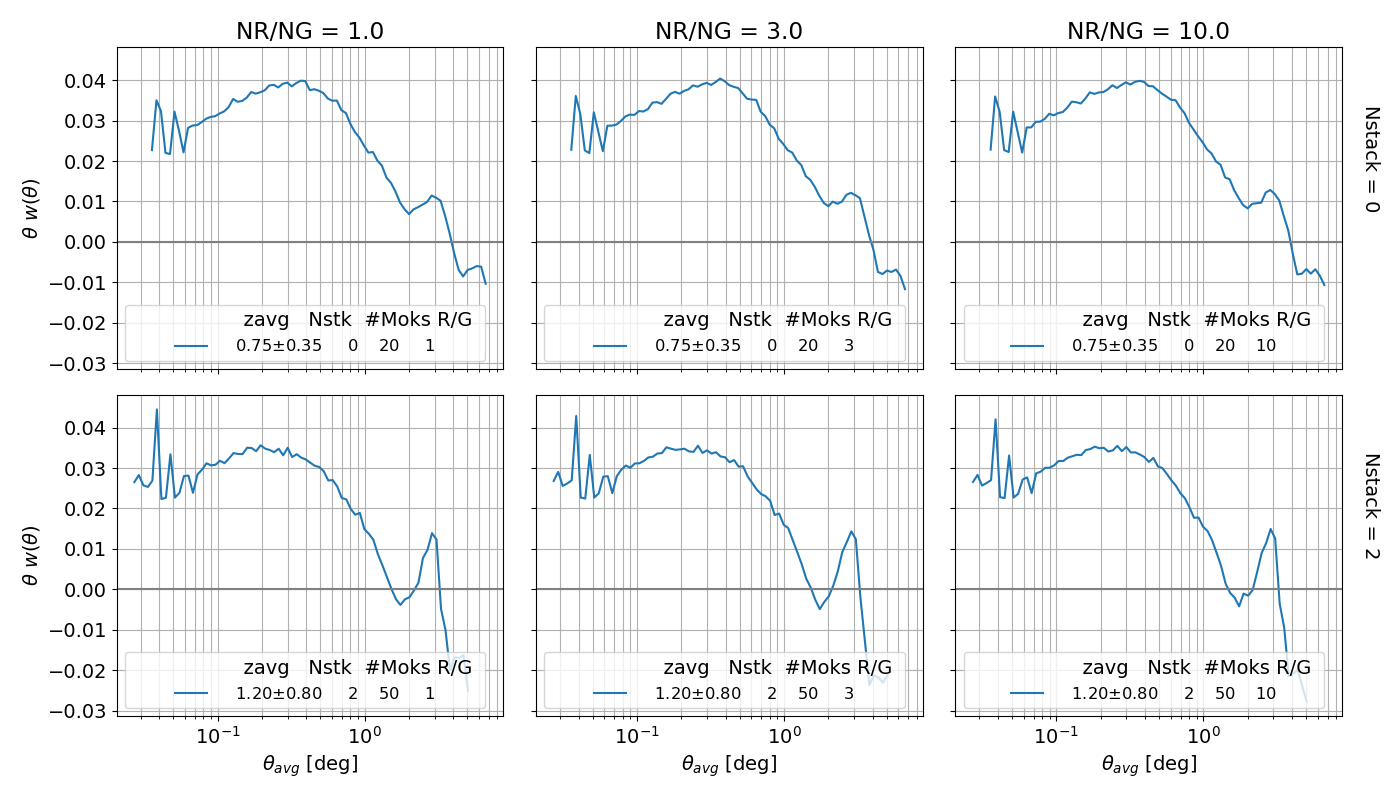 NR/NG = 1.0
NR/NG = 3.0
NR/NG = 10.0
0.04
0.03
0.02
0.01
0.00
−0.01
−0.02
−0.03
θ w(θ)
zavg Nstk #Moks R/G
0.75±0.35 0 20 1
zavg Nstk #Moks R/G
0.75±0.35 0 20 3
zavg Nstk #Moks R/G
0.75±0.35 0 20 10
Nstack = 0
0.04
0.03
0.02
0.01
0.00
−0.01
−0.02
−0.03
θ w(θ)
zavg Nstk #Moks R/G
1.20±0.80 2 50 1
zavg Nstk #Moks R/G
1.20±0.80 2 50 3
zavg Nstk #Moks R/G
1.20±0.80 2 50 10
Nstack = 2
10⁻¹ 10⁰
10⁻¹ 10⁰
10⁻¹ 10⁰
θavg [deg]
θavg [deg]
θavg [deg]